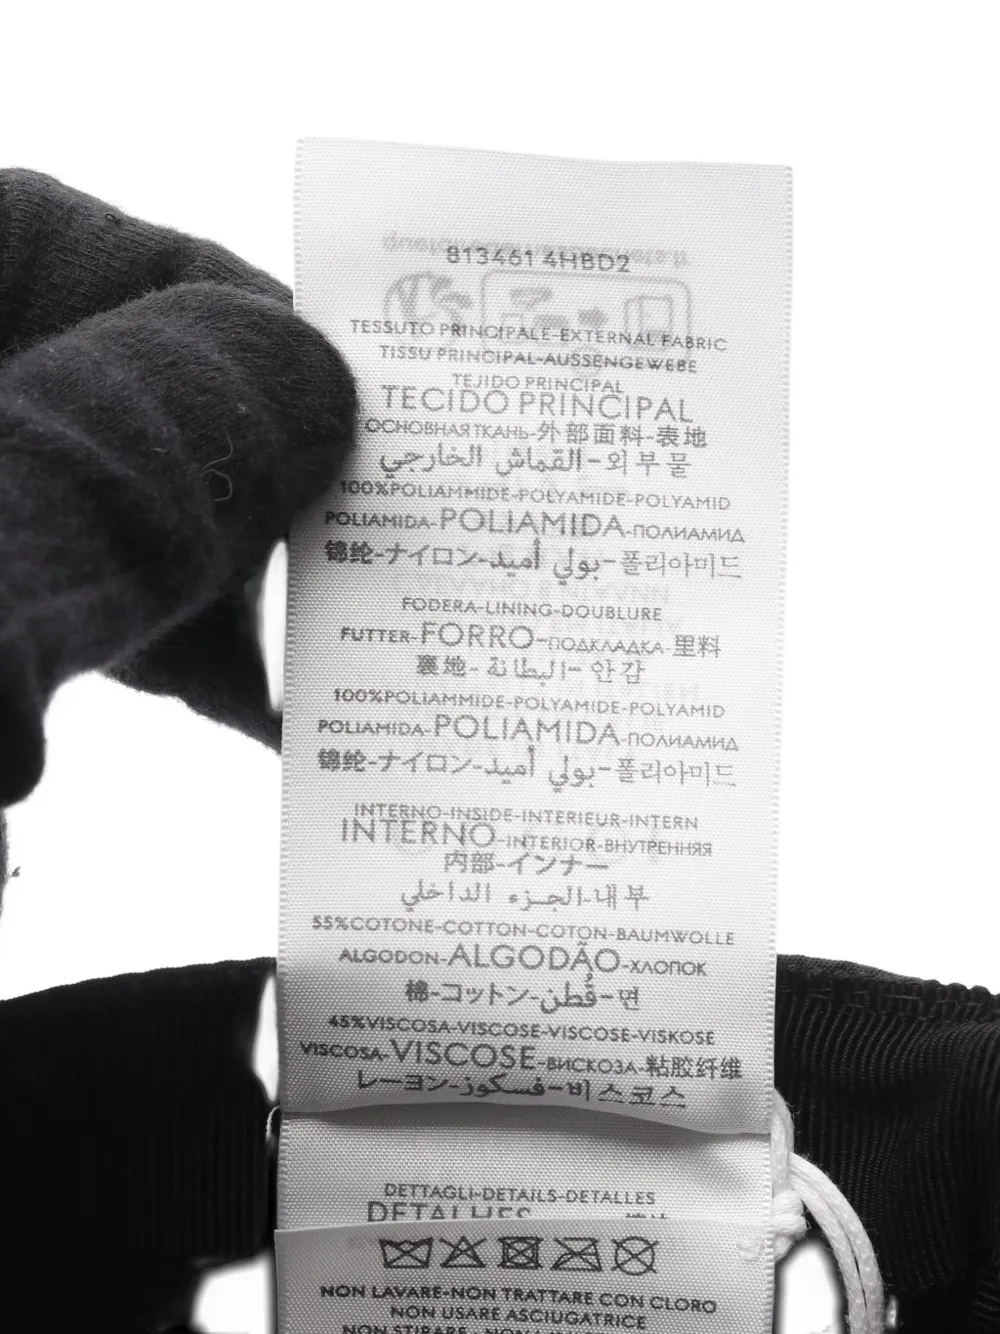 813461 4HBD2
TESSUTO PRINCIPALE-EXTERNAL FABRIC
TISSU PRINCIPAL-AUSSENGEWEBE
TEJIDO PRINCIPAL
TECIDO PRINCIPAL
ОСНОВНАЯ ТКАНЬ-外部面料-表地
القماش الخارجي-외부물
100%POLIAMMIDE-POLYAMIDE-POLYAMID
POLIAMIDA-POLIAMIDA-ПОЛИАМИД
锦纶-ナイロン-بولي أميد-폴리아미드
FODERA-LINING-DOUBLURE
FUTTER-FORRO-ПОДКЛАДКА-里料
裏地-البطانة-안감
100%POLIAMMIDE-POLYAMIDE-POLYAMID
POLIAMIDA-POLIAMIDA-ПОЛИАМИД
锦纶-ナイロン-بولي أميد-폴리아미드
INTERNO-INSIDE-INTERIEUR-INTERN
INTERNO-INTERIOR-ВНУТРЕННЯЯ
内部-インナー
الجزء الداخلي-내부
55%COTONE-COTTON-COTON-BAUMWOLLE
ALGODON-ALGODÃO-ХЛОПОК
棉-コットン-قُطن-면
45%VISCOSA-VISCOSE-VISCOSE-VISKOSE
VISCOSA-VISCOSE-ВИСКОЗА-粘胶纤维
レーヨン-فسكوز-비스코스
DETTAGLI-DETAILS-DETALLES
DETALHES
NON LAVARE-NON TRATTARE CON CLORO
NON USARE ASCIUGATRICE
NON STIRARE-NON LAVA